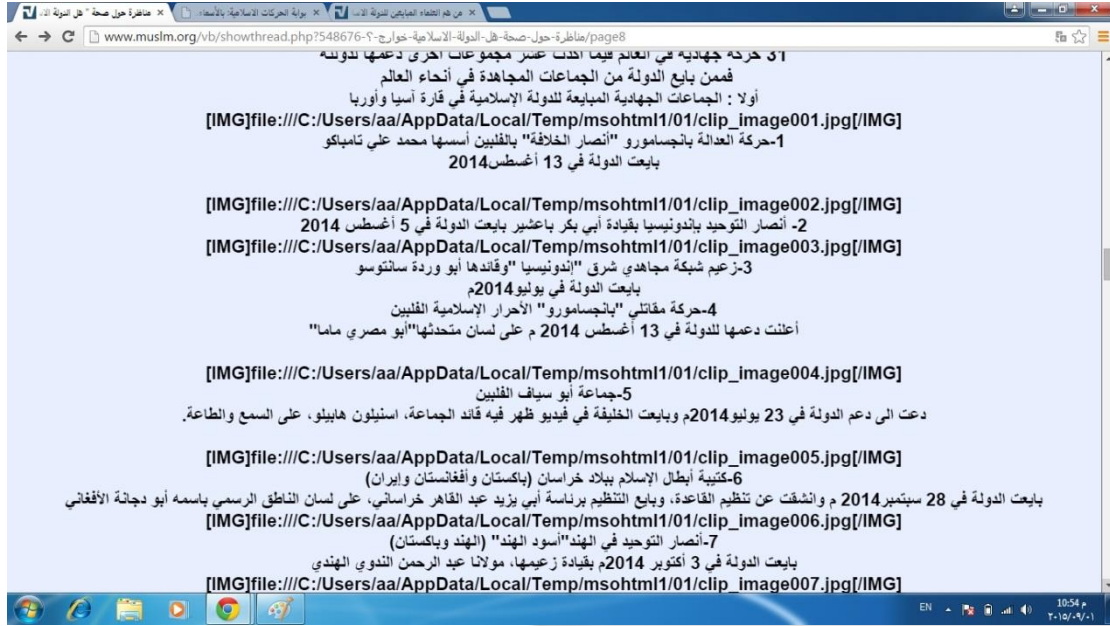 مناظرة حول صحة " هل الدولة الا
بوابة الحركات الاسلامية: بالأسماء.
من هم العلماء المبايعين للدولة الاسـ
www.muslm.org/vb/showthread.php?548676-مناظرة-حول-صحة-هل-الدولة-الاسلامية-خوارج-؟/page8
31 حركة جهادية في العالم فيما أكدت عشر مجموعات أخرى دعمها للدولة
فممن بايع الدولة من الجماعات المجاهدة في أنحاء العالم
أولا : الجماعات الجهادية المبايعة للدولة الإسلامية في قارة آسيا وأوربا
[IMG]file:///C:/Users/aa/AppData/Local/Temp/msohtml1/01/clip_image001.jpg[/IMG]
1-حركة العدالة بانجسامورو "أنصار الخلافة" بالفلبين أسسها محمد علي تامباكو
بايعت الدولة في 13 أغسطس2014
[IMG]file:///C:/Users/aa/AppData/Local/Temp/msohtml1/01/clip_image002.jpg[/IMG]
2- أنصار التوحيد بإندونيسيا بقيادة أبي بكر باعشير بايعت الدولة في 5 أغسطس 2014
[IMG]file:///C:/Users/aa/AppData/Local/Temp/msohtml1/01/clip_image003.jpg[/IMG]
3-زعيم شبكة مجاهدي شرق "إندونيسيا "وقائدها أبو وردة سانتوسو
بايعت الدولة في يوليو2014م
4-حركة مقاتلي "بانجسامورو" الأحرار الإسلامية الفلبين
أعلنت دعمها للدولة في 13 أغسطس 2014 م على لسان متحدثها"أبو مصري ماما"
[IMG]file:///C:/Users/aa/AppData/Local/Temp/msohtml1/01/clip_image004.jpg[/IMG]
5-جماعة أبو سياف الفلبين
دعت الى دعم الدولة في 23 يوليو2014م وبايعت الخليفة في فيديو ظهر فيه قائد الجماعة، اسنيلون هابيلو، على السمع والطاعة.
[IMG]file:///C:/Users/aa/AppData/Local/Temp/msohtml1/01/clip_image005.jpg[/IMG]
6-كتيبة أبطال الإسلام ببلاد خراسان (باكستان وأفغانستان وإيران)
بايعت الدولة في 28 سبتمبر2014 م وانشقت عن تنظيم القاعدة، وبايع التنظيم برئاسة أبي يزيد عبد القاهر خراساني، على لسان الناطق الرسمي باسمه أبو دجانة الأفغاني
[IMG]file:///C:/Users/aa/AppData/Local/Temp/msohtml1/01/clip_image006.jpg[/IMG]
7-أنصار التوحيد في الهند"أسود الهند" (الهند وباكستان)
بايعت الدولة في 3 أكتوبر 2014م بقيادة زعيمها، مولانا عبد الرحمن الندوي الهندي
[IMG]file:///C:/Users/aa/AppData/Local/Temp/msohtml1/01/clip_image007.jpg[/IMG]
EN
10:54 م
٢٠١٥/٠٩/٠١